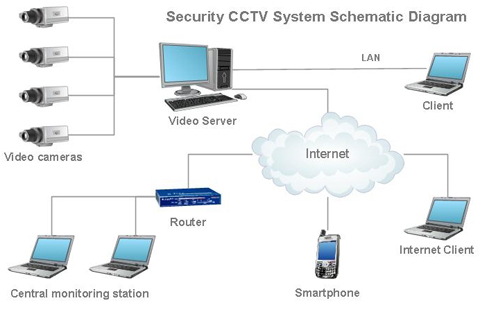 Security CCTV System Schematic Diagram
LAN
Client
Video Server
Video cameras
Internet
Router
Internet Client
Central monitoring station
Smartphone